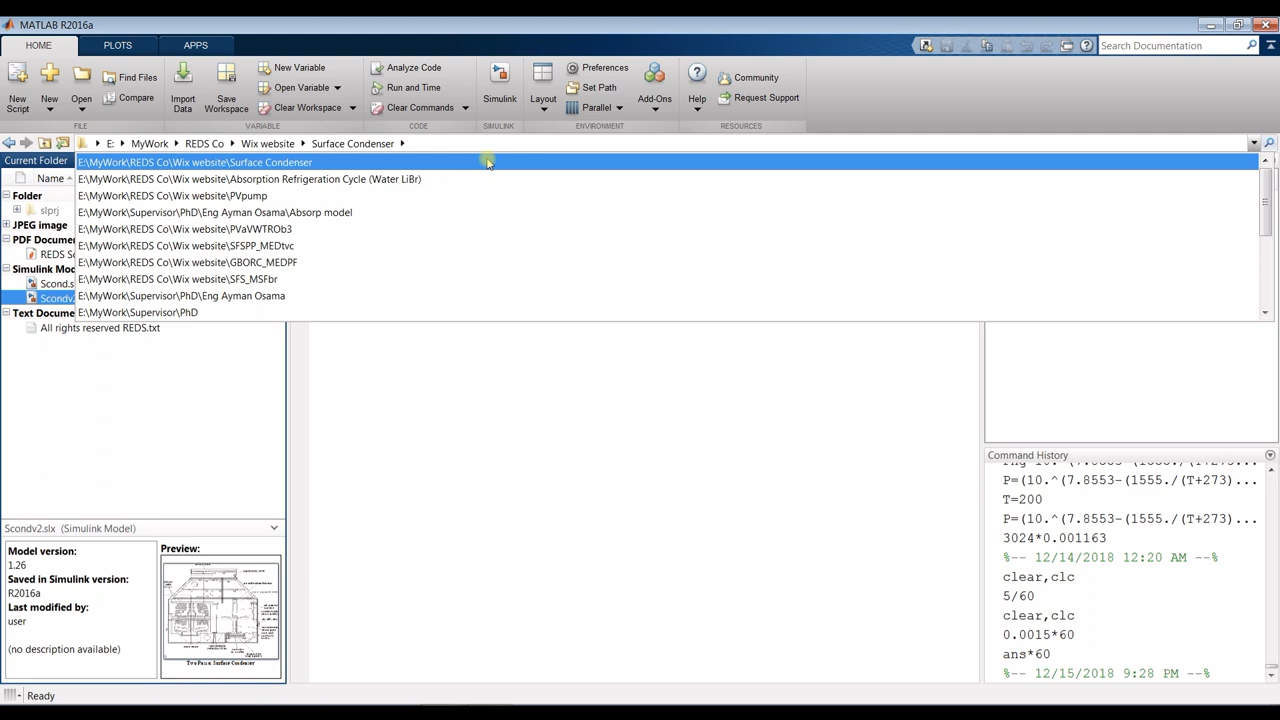 MATLAB R2016a
HOME
PLOTS
APPS
Search Documentation
New Script
New
Open
Find Files
Compare
Import Data
Save Workspace
New Variable
Open Variable
Clear Workspace
Analyze Code
Run and Time
Clear Commands
Simulink
Layout
Preferences
Set Path
Parallel
Add-Ons
Help
Community
Request Support
FILE
VARIABLE
CODE
SIMULINK
ENVIRONMENT
RESOURCES
E: MyWork REDS Co Wix website Surface Condenser
Current Folder
Name
Folder
slprj
JPEG image
PDF Docume
REDS S
Simulink Mod
Scond.s
Scondv
Text Docume
All rights reserved REDS.txt
E:\MyWork\REDS Co\Wix website\Surface Condenser
E:\MyWork\REDS Co\Wix website\Absorption Refrigeration Cycle (Water LiBr)
E:\MyWork\REDS Co\Wix website\PVpump
E:\MyWork\Supervisor\PhD\Eng Ayman Osama\Absorp model
E:\MyWork\REDS Co\Wix website\PVaVWTROb3
E:\MyWork\REDS Co\Wix website\SFSPP_MEDtvc
E:\MyWork\REDS Co\Wix website\GBORC_MEDPF
E:\MyWork\REDS Co\Wix website\SFS_MSFbr
E:\MyWork\Supervisor\PhD\Eng Ayman Osama
E:\MyWork\Supervisor\PhD
Scondv2.slx (Simulink Model)
Model version:
1.26
Saved in Simulink version:
R2016a
Last modified by:
user
(no description available)
Preview:
Two Passes Surface Condenser
Command History
P=(10.^(7.8553-(1555./(T+273)...
T=200
P=(10.^(7.8553-(1555./(T+273)...
3024*0.001163
%-- 12/14/2018 12:20 AM --%
clear,clc
5/60
clear,clc
0.0015*60
ans*60
%-- 12/15/2018 9:28 PM --%
Ready